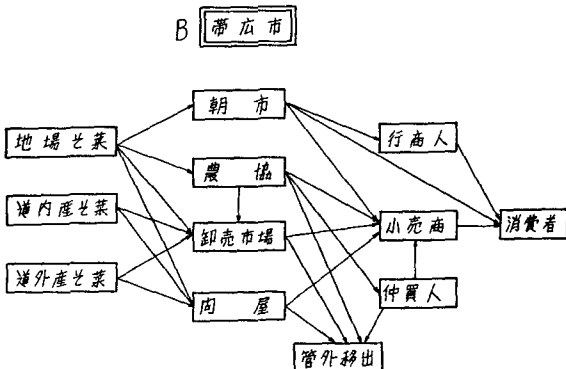 B 帯広市
朝市
行商人
地場そ菜
農協
道内産そ菜
卸売市場
小売商
消費者
道外産そ菜
問屋
仲買人
管外移出